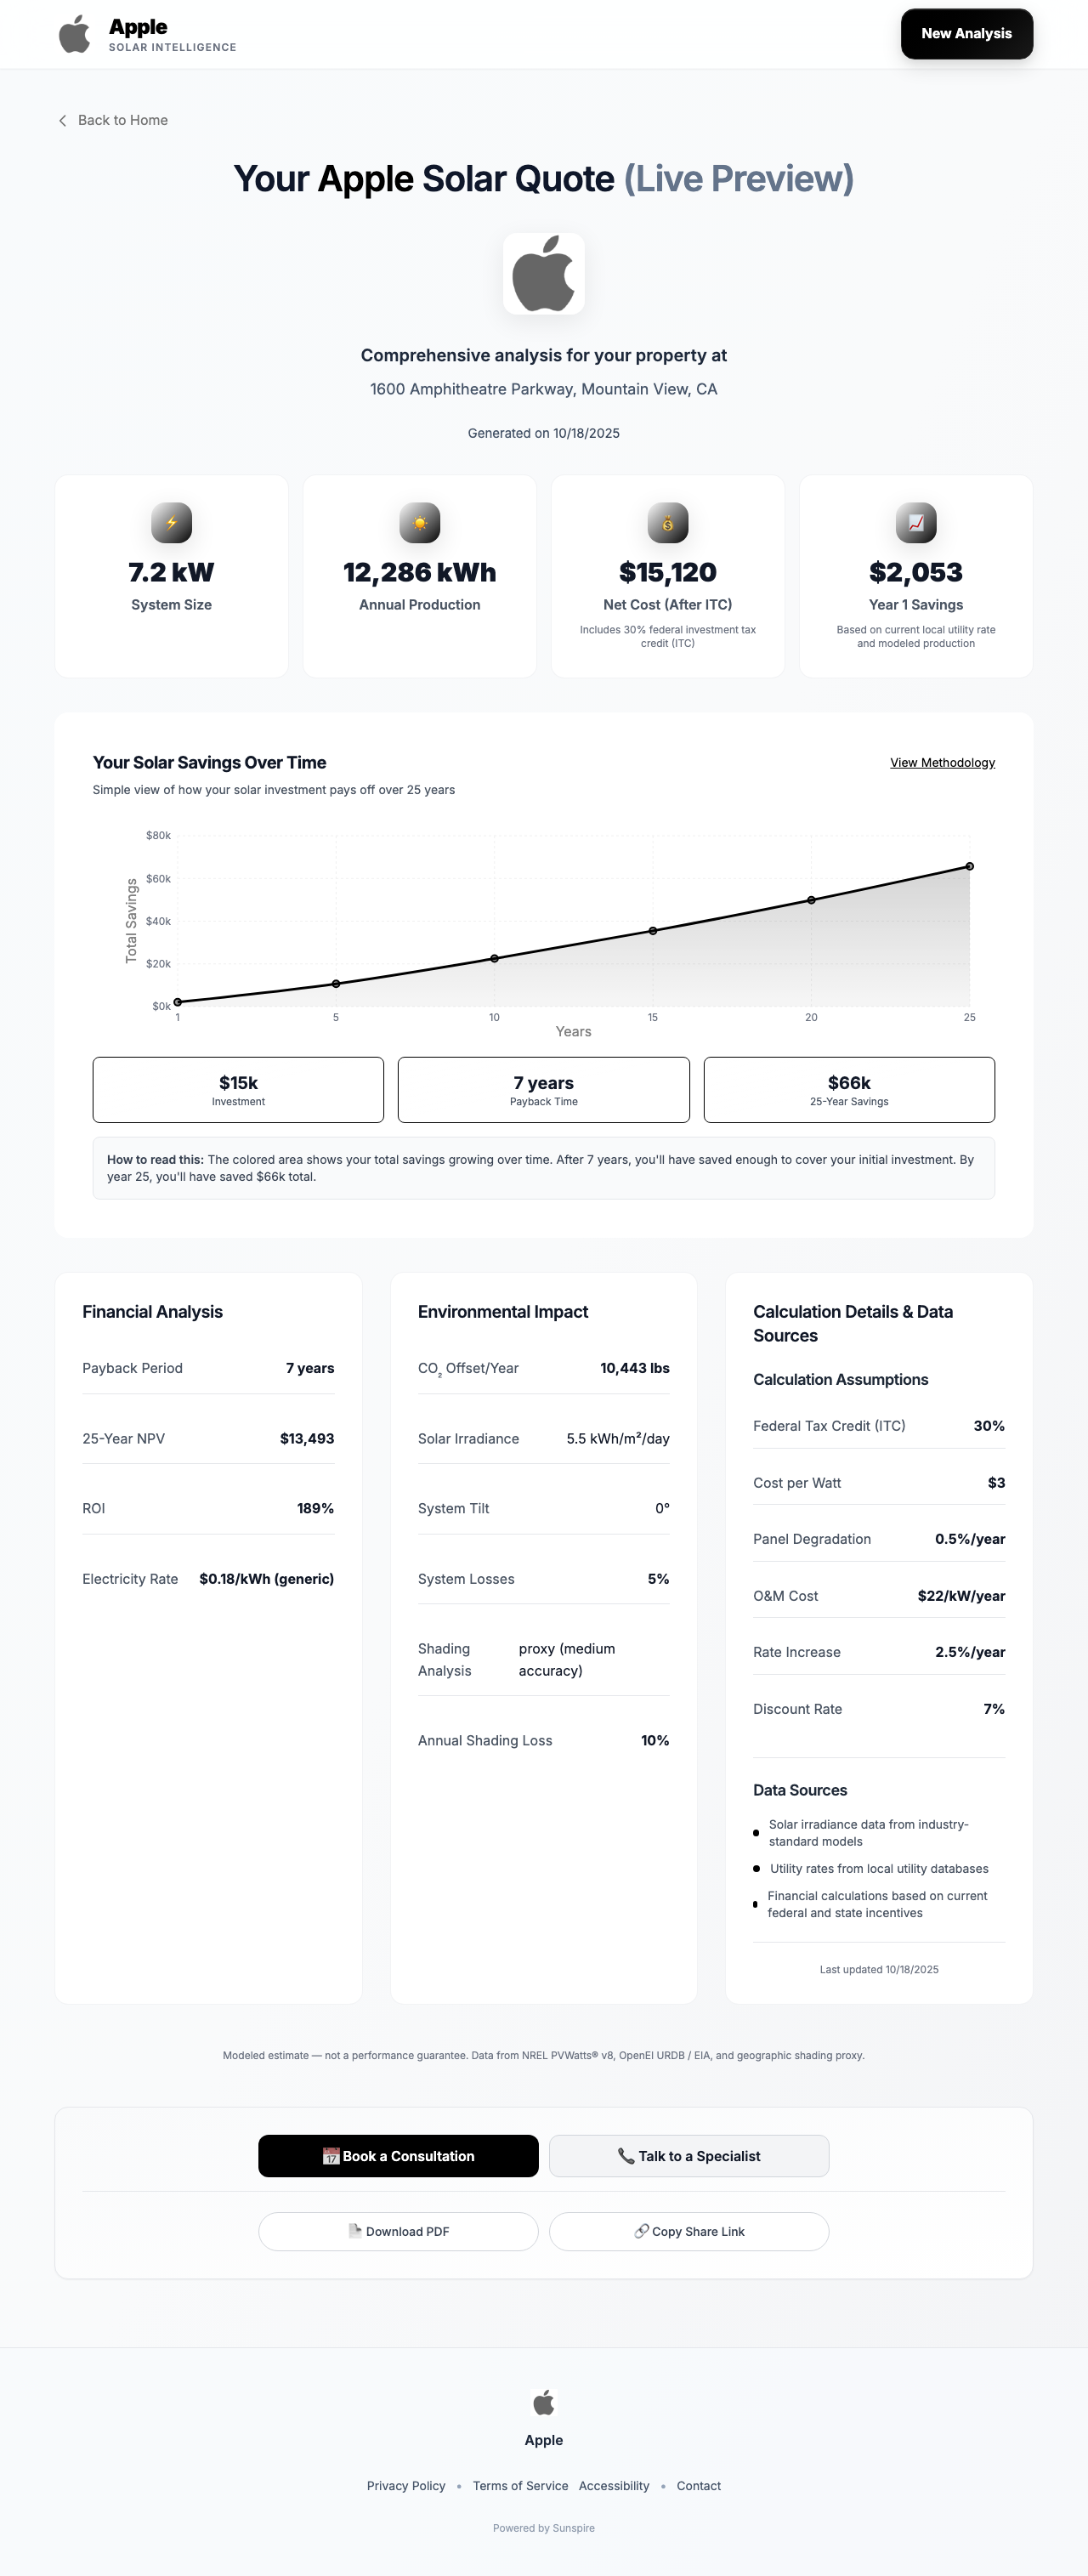 Apple
SOLAR INTELLIGENCE
New Analysis
Back to Home
Your Apple Solar Quote (Live Preview)
Comprehensive analysis for your property at
1600 Amphitheatre Parkway, Mountain View, CA
Generated on 10/18/2025
7.2 kW
System Size
12,286 kWh
Annual Production
$15,120
Net Cost (After ITC)
Includes 30% federal investment tax
credit (ITC)
$2,053
Year 1 Savings
Based on current local utility rate
and modeled production
Your Solar Savings Over Time
View Methodology
Simple view of how your solar investment pays off over 25 years
Total Savings
$80k
$60k
$40k
$20k
$0k
1 5 10 15 20 25
Years
$15k
Investment
7 years
Payback Time
$66k
25-Year Savings
How to read this: The colored area shows your total savings growing over time. After 7 years, you'll have saved enough to cover your initial investment. By
year 25, you'll have saved $66k total.
Financial Analysis
Payback Period 7 years
25-Year NPV $13,493
ROI 189%
Electricity Rate $0.18/kWh (generic)
Environmental Impact
CO₂ Offset/Year 10,443 lbs
Solar Irradiance 5.5 kWh/m²/day
System Tilt 0°
System Losses 5%
Shading Analysis proxy (medium accuracy)
Annual Shading Loss 10%
Calculation Details & Data
Sources
Calculation Assumptions
Federal Tax Credit (ITC) 30%
Cost per Watt $3
Panel Degradation 0.5%/year
O&M Cost $22/kW/year
Rate Increase 2.5%/year
Discount Rate 7%
Data Sources
Solar irradiance data from industry-
standard models
Utility rates from local utility databases
Financial calculations based on current
federal and state incentives
Last updated 10/18/2025
Modeled estimate — not a performance guarantee. Data from NREL PVWatts® v8, OpenEI URDB / EIA, and geographic shading proxy.
Book a Consultation
Talk to a Specialist
Download PDF
Copy Share Link
Apple
Privacy Policy • Terms of Service Accessibility • Contact
Powered by Sunspire